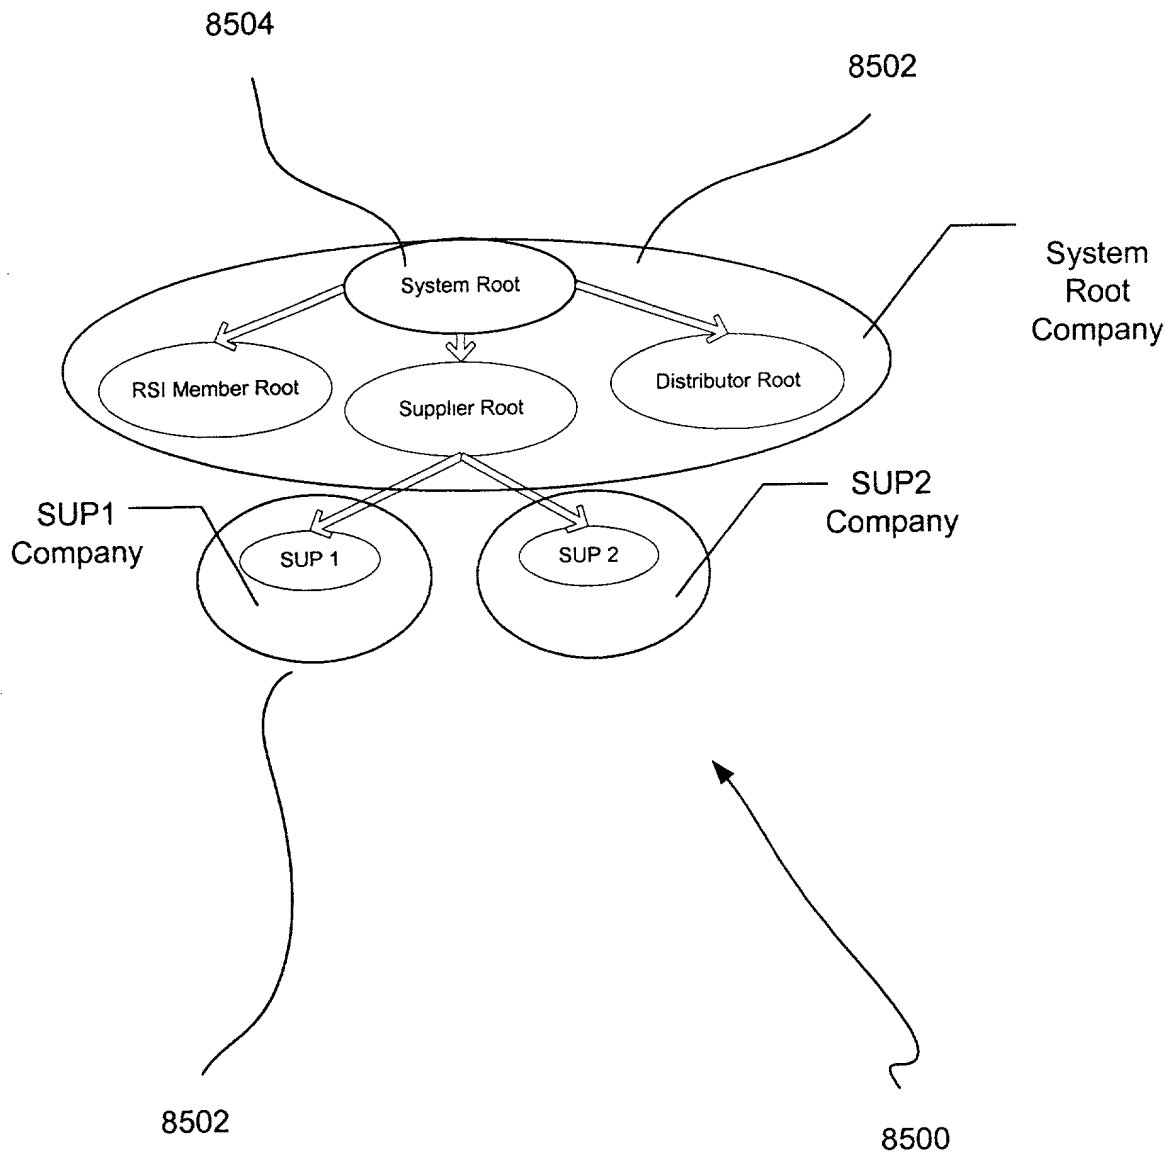 8504
8502
System Root
System
Root
Company
RSI Member Root
Supplier Root
Distributor Root
SUP1
Company
SUP2
Company
SUP 1
SUP 2
8502
8500